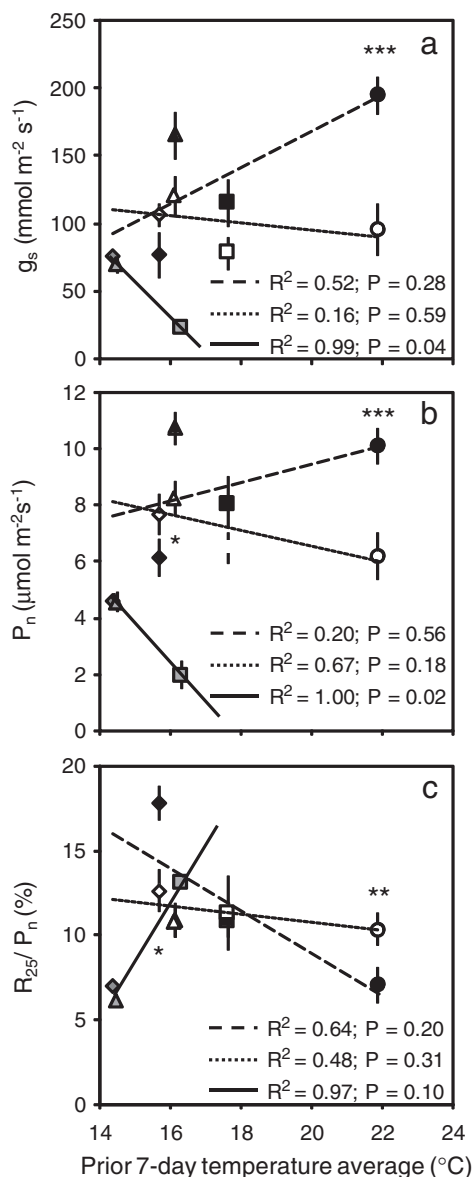 250
200
150
100
50
0
g_s (mmol m⁻² s⁻¹)
a
***
R² = 0.52; P = 0.28
R² = 0.16; P = 0.59
R² = 0.99; P = 0.04
12
10
8
6
4
2
0
P_n (μmol m⁻²s⁻¹)
b
***
*
R² = 0.20; P = 0.56
R² = 0.67; P = 0.18
R² = 1.00; P = 0.02
20
15
10
5
0
R₂₅/ P_n (%)
c
**
*
R² = 0.64; P = 0.20
R² = 0.48; P = 0.31
R² = 0.97; P = 0.10
14 16 18 20 22 24
Prior 7-day temperature average (°C)